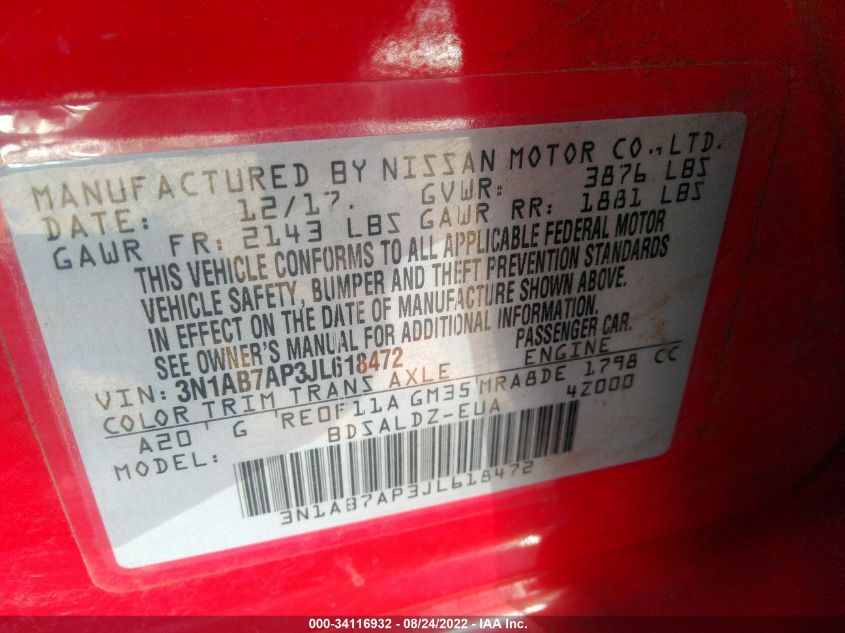 MANUFACTURED BY NISSAN MOTOR CO., LTD.
DATE: 12/17. GVWR: 3876 LBS
GAWR FR: 2143 LBS GAWR RR: 1881 LBS
THIS VEHICLE CONFORMS TO ALL APPLICABLE FEDERAL MOTOR
VEHICLE SAFETY, BUMPER AND THEFT PREVENTION STANDARDS
IN EFFECT ON THE DATE OF MANUFACTURE SHOWN ABOVE.
SEE OWNER'S MANUAL FOR ADDITIONAL INFORMATION.
VIN: 3N1AB7AP3JL618472 PASSENGER CAR.
COLOR TRIM TRANS AXLE ENGINE
A20 G RE0F11A GM35 MRA8DE 1798 CC
MODEL: BDSALDZ-EUA 4Z000
3N1AB7AP3JL618472
000-34116932 - 08/24/2022 - IAA Inc.